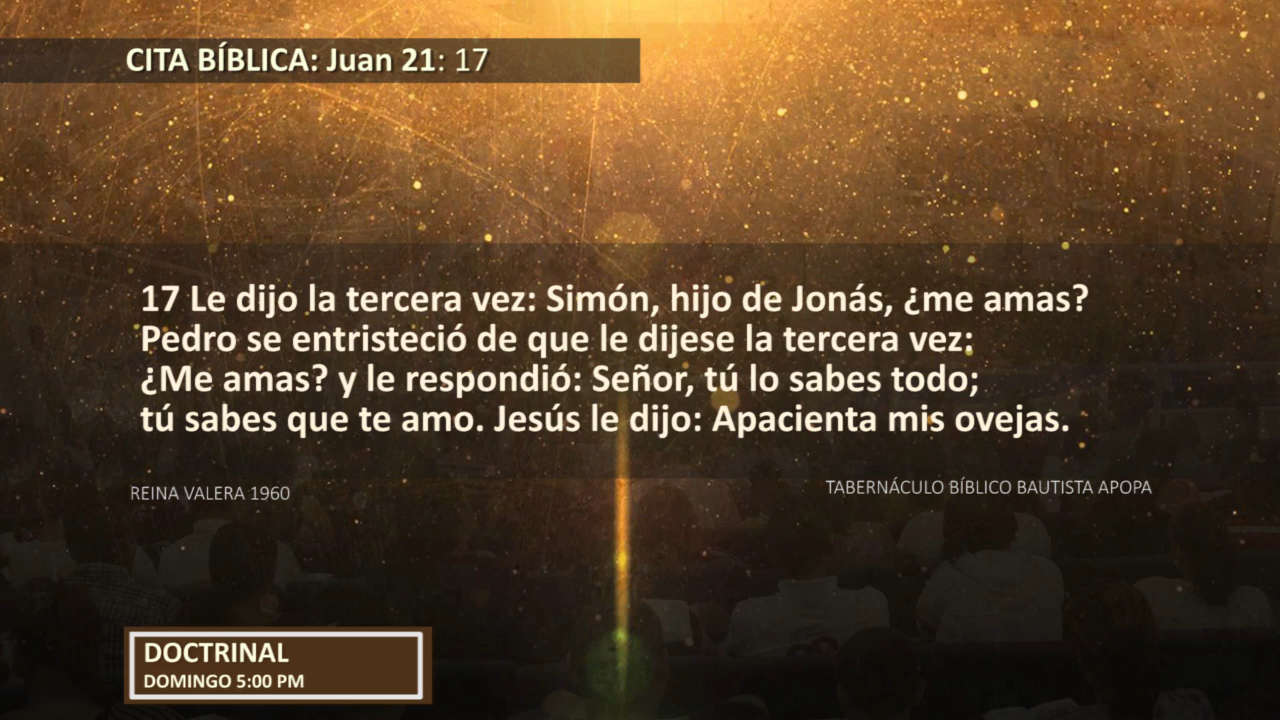 CITA BÍBLICA: Juan 21: 17
17 Le dijo la tercera vez: Simón, hijo de Jonás, ¿me amas?
Pedro se entristeció de que le dijese la tercera vez:
¿Me amas? y le respondió: Señor, tú lo sabes todo;
tú sabes que te amo. Jesús le dijo: Apacienta mis ovejas.
REINA VALERA 1960
TABERNÁCULO BÍBLICO BAUTISTA APOPA
DOCTRINAL
DOMINGO 5:00 PM